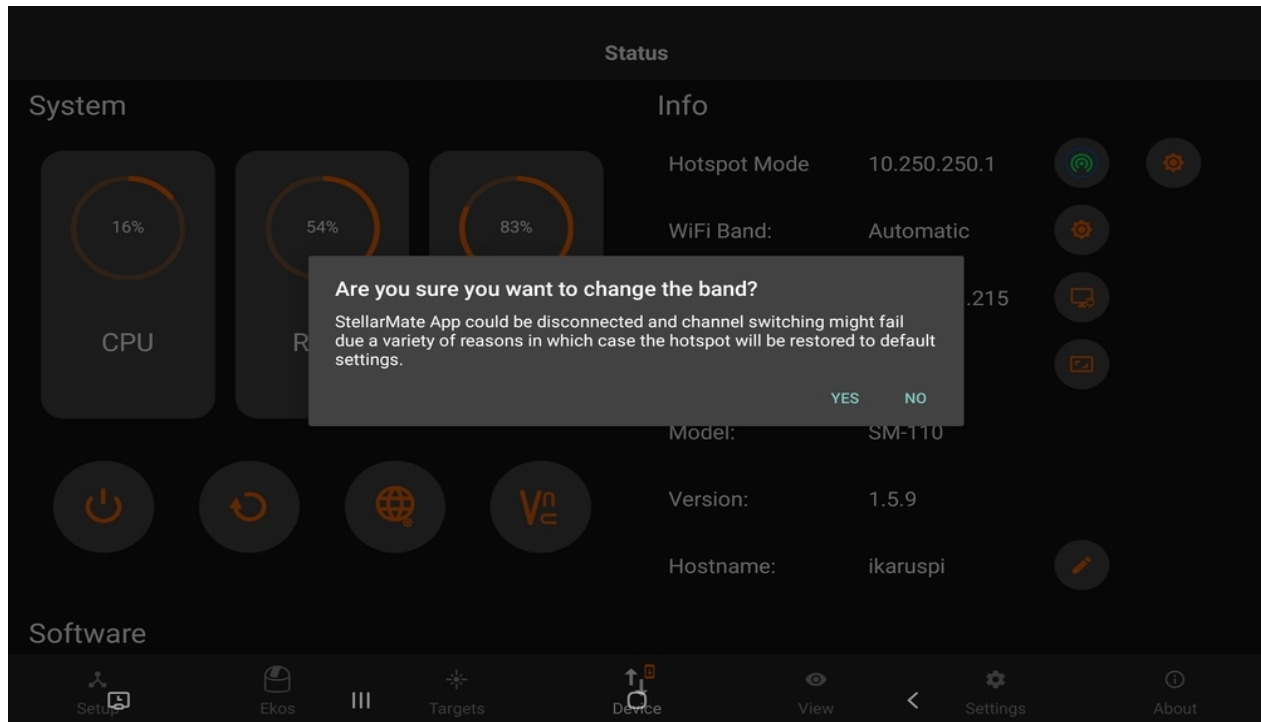 Status
System
Info
16%
54%
83%
CPU
R
Hotspot Mode 10.250.250.1
WiFi Band: Automatic
.215
Are you sure you want to change the band?
StellarMate App could be disconnected and channel switching might fail
due a variety of reasons in which case the hotspot will be restored to default
settings.
YES NO
Model: SM-110
Version: 1.5.9
Hostname: ikaruspi
Vnc
Software
Setup Ekos Targets Device View Settings About